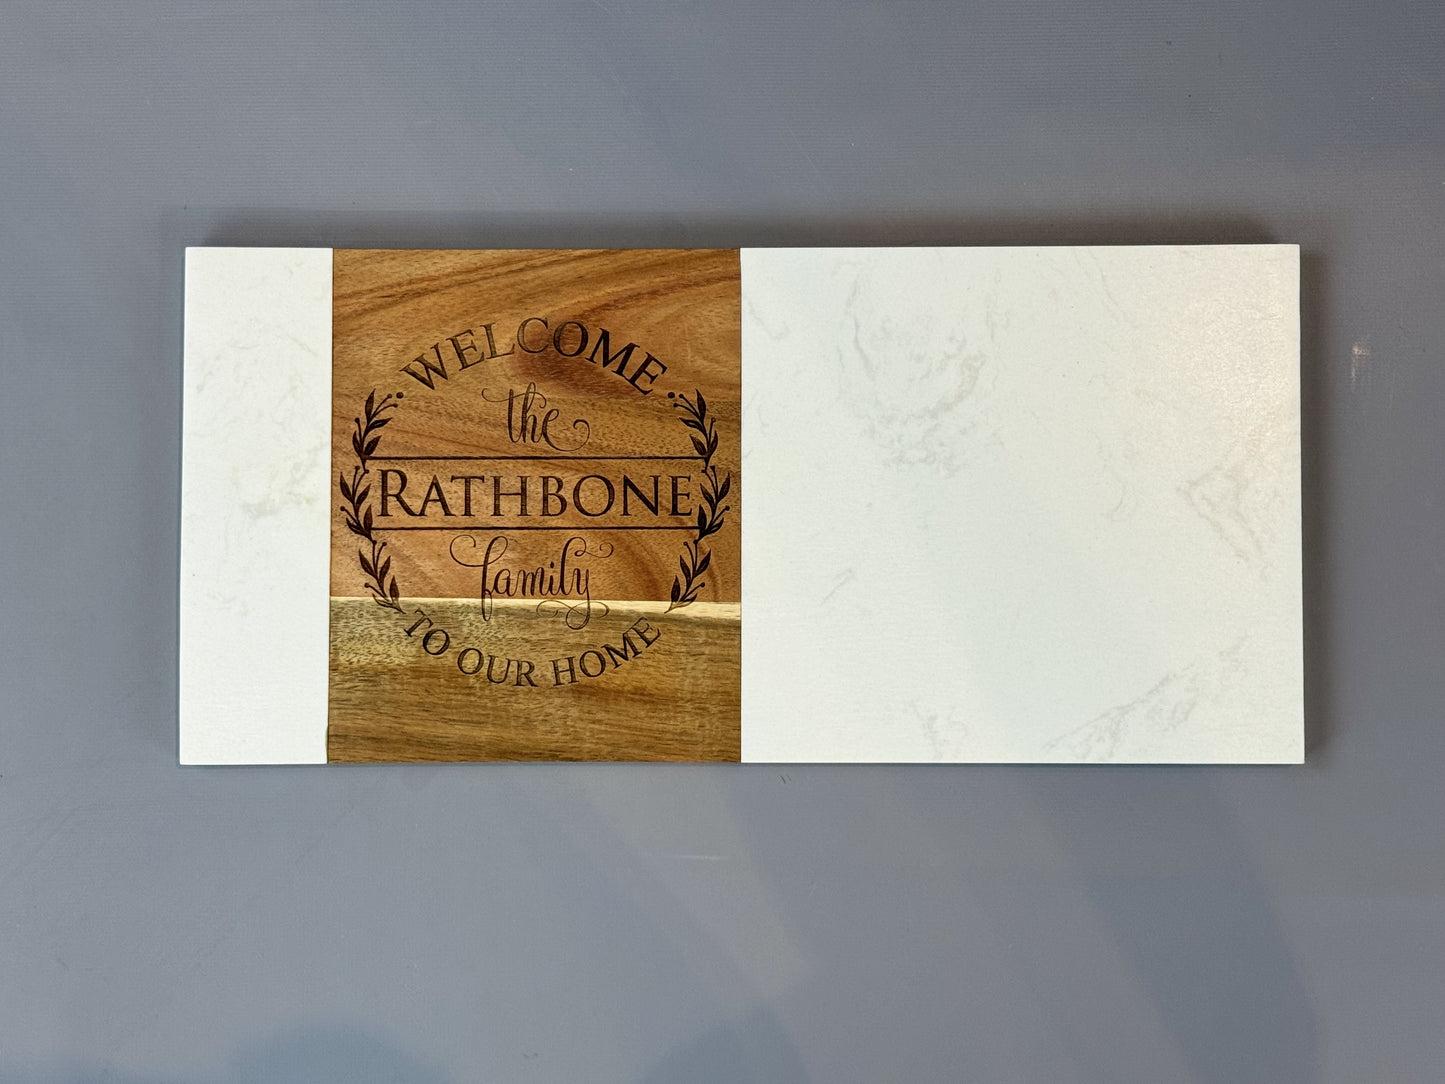 WELCOME
the
RATHBONE
family
TO OUR HOME